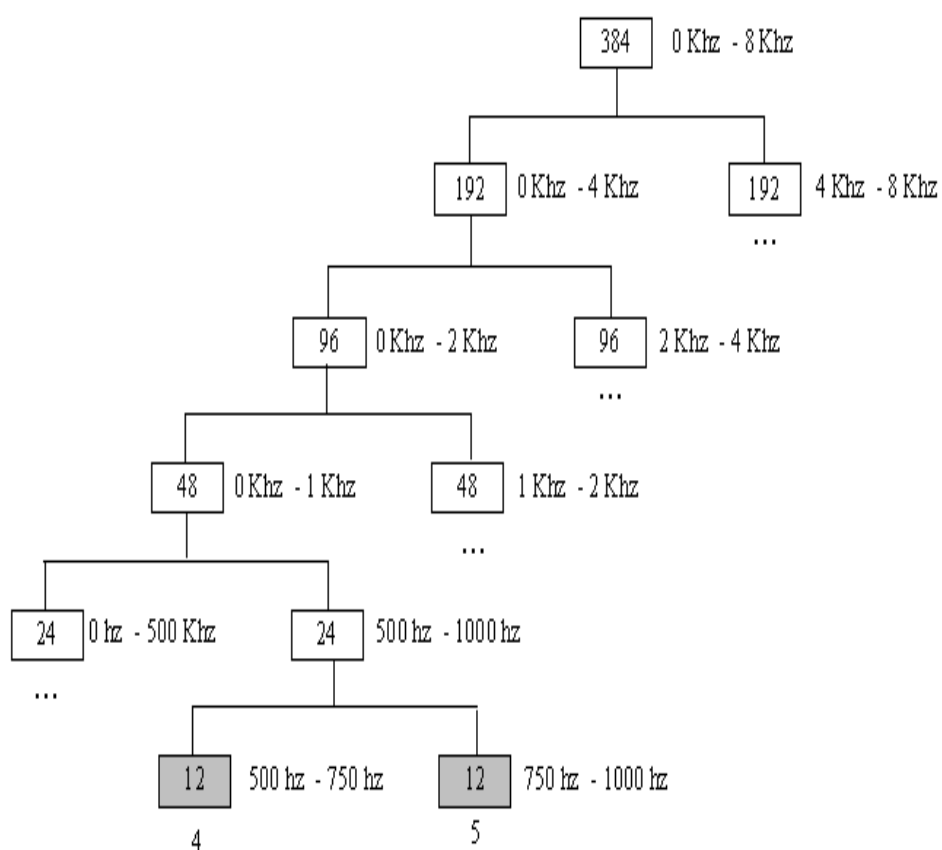 384 0 Khz - 8 Khz
192 0 Khz - 4 Khz 192 4 Khz - 8 Khz
...
96 0 Khz - 2 Khz 96 2 Khz - 4 Khz
...
48 0 Khz - 1 Khz 48 1 Khz - 2 Khz
...
24 0 hz - 500 Khz 24 500 hz - 1000 hz
...
12 500 hz - 750 hz 12 750 hz - 1000 hz
4 5